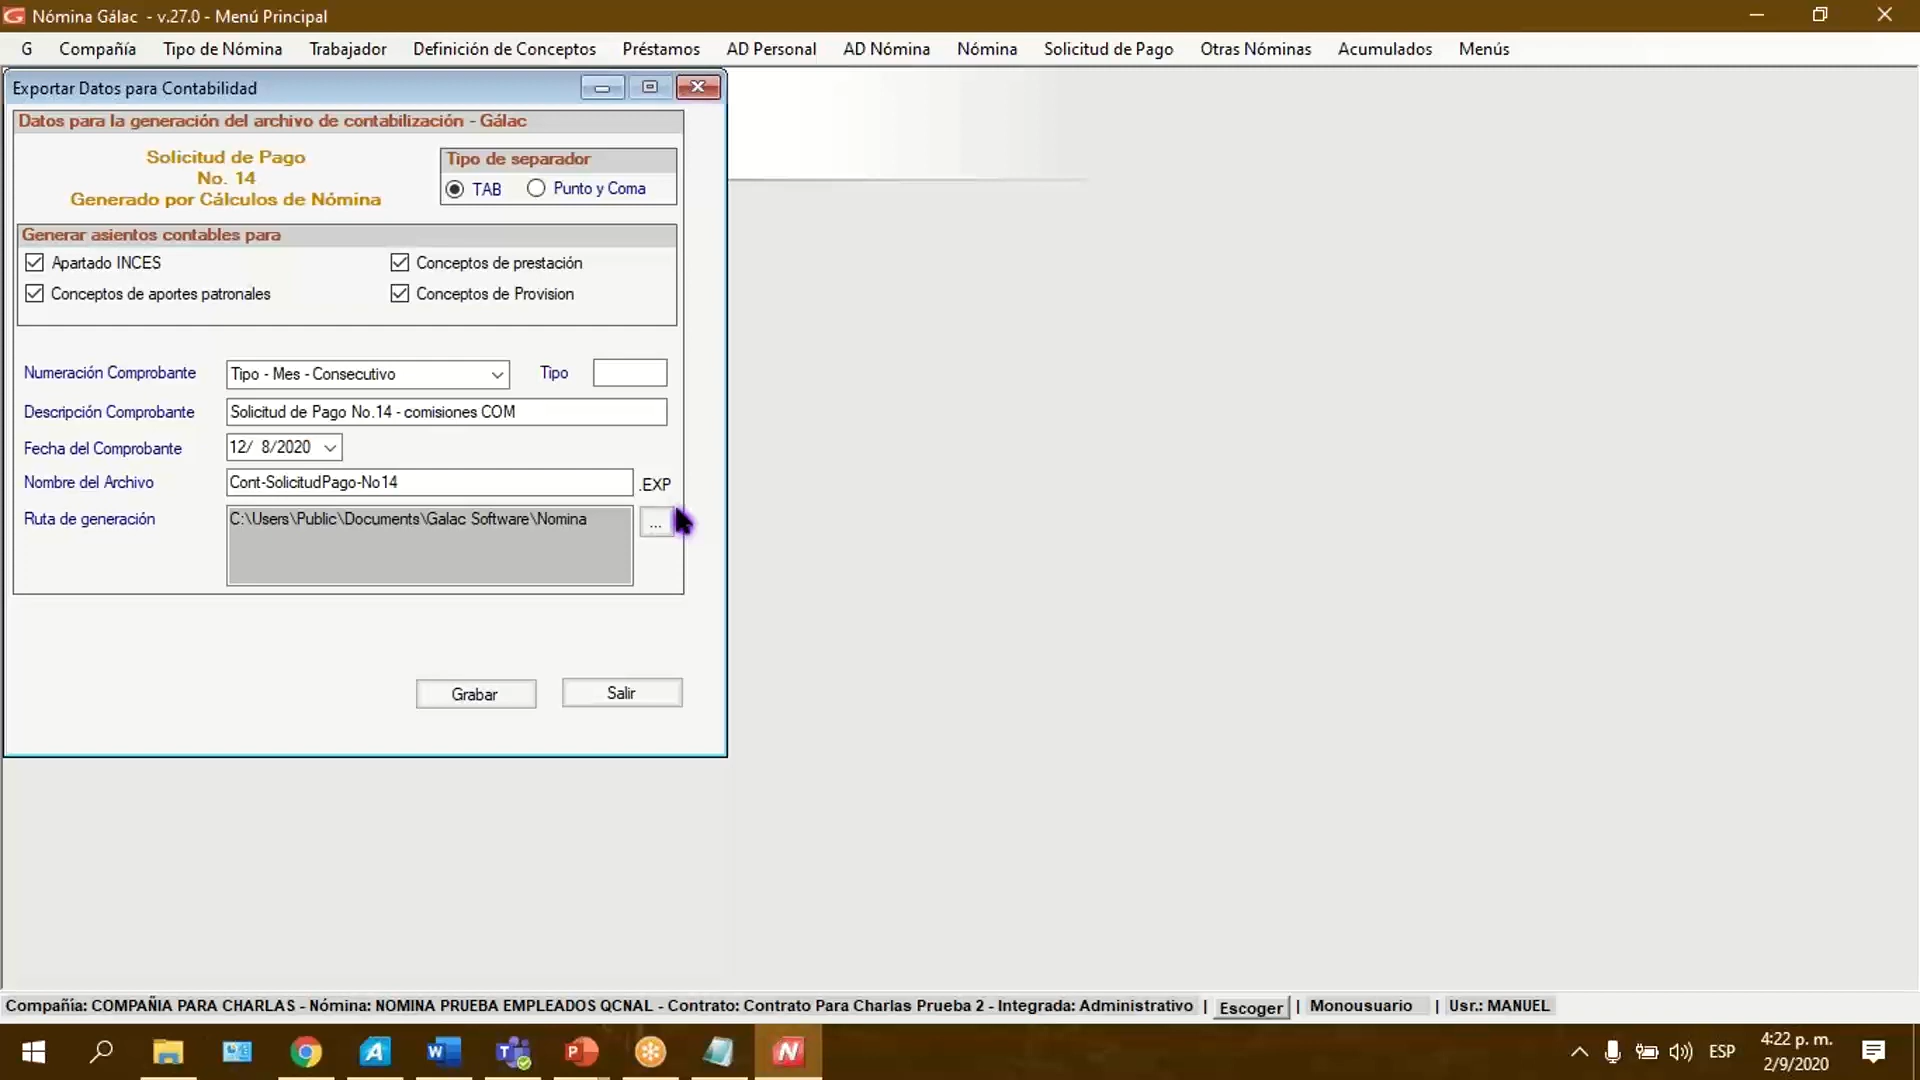 Nómina Gálac - v.27.0 - Menú Principal
G Compañía Tipo de Nómina Trabajador Definición de Conceptos Préstamos AD Personal AD Nómina Nómina Solicitud de Pago Otras Nóminas Acumulados Menús
Exportar Datos para Contabilidad
Datos para la generación del archivo de contabilización - Gálac
Solicitud de Pago
No. 14
Generado por Cálculos de Nómina
Tipo de separador
TAB Punto y Coma
Generar asientos contables para
Apartado INCES Conceptos de prestación
Conceptos de aportes patronales Conceptos de Provision
Numeración Comprobante Tipo - Mes - Consecutivo Tipo
Descripción Comprobante Solicitud de Pago No.14 - comisiones COM
Fecha del Comprobante 12/ 8/2020
Nombre del Archivo Cont-SolicitudPago-No14 .EXP
Ruta de generación C:\Users\Public\Documents\Galac Software\Nomina ...
Grabar Salir
Compañía: COMPAÑIA PARA CHARLAS - Nómina: NOMINA PRUEBA EMPLEADOS QCNAL - Contrato: Contrato Para Charlas Prueba 2 - Integrada: Administrativo | Escoger | Monousuario | Usr.: MANUEL
ESP 4:22 p. m.
2/9/2020